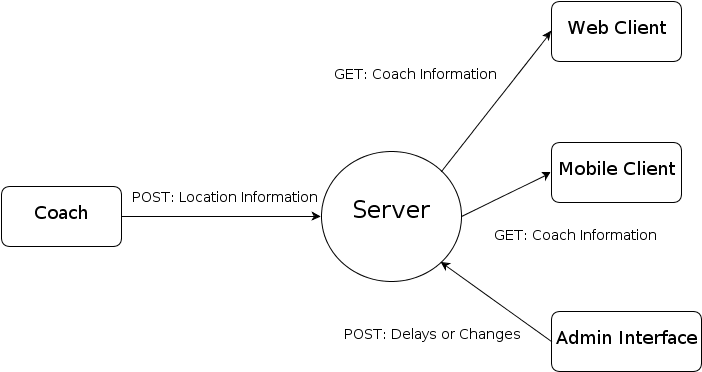 Web Client
GET: Coach Information
Mobile Client
POST: Location Information
Server
Coach
GET: Coach Information
POST: Delays or Changes
Admin Interface